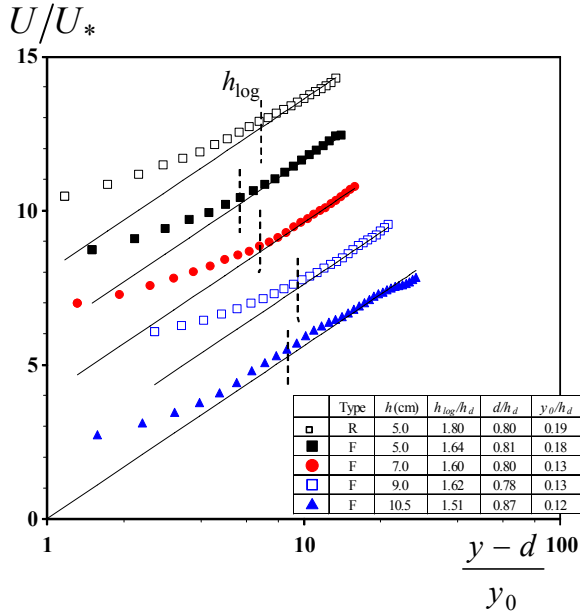 U/U*
15
h_log
10
5
Type h(cm) h_log/h_d d/h_d y_0/h_d
R 5.0 1.80 0.80 0.19
F 5.0 1.64 0.81 0.18
F 7.0 1.60 0.80 0.13
F 9.0 1.62 0.78 0.13
F 10.5 1.51 0.87 0.12
0
1 10 100
y − d
y_0